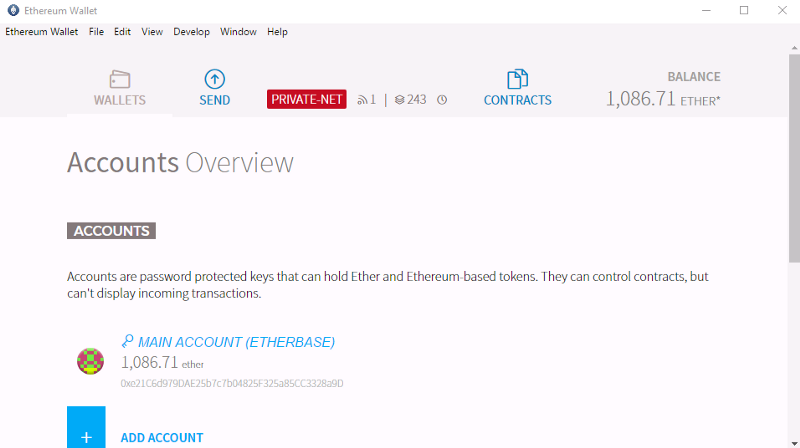 Ethereum Wallet
Ethereum Wallet File Edit View Develop Window Help
WALLETS
SEND
PRIVATE-NET 1 | 243
CONTRACTS
BALANCE
1,086.71 ETHER*
Accounts Overview
ACCOUNTS
Accounts are password protected keys that can hold Ether and Ethereum-based tokens. They can control contracts, but
can't display incoming transactions.
MAIN ACCOUNT (ETHERBASE)
1,086.71 ether
0xe21C6d979DAE25b7c7b04825F325a85CC3328a9D
+ ADD ACCOUNT